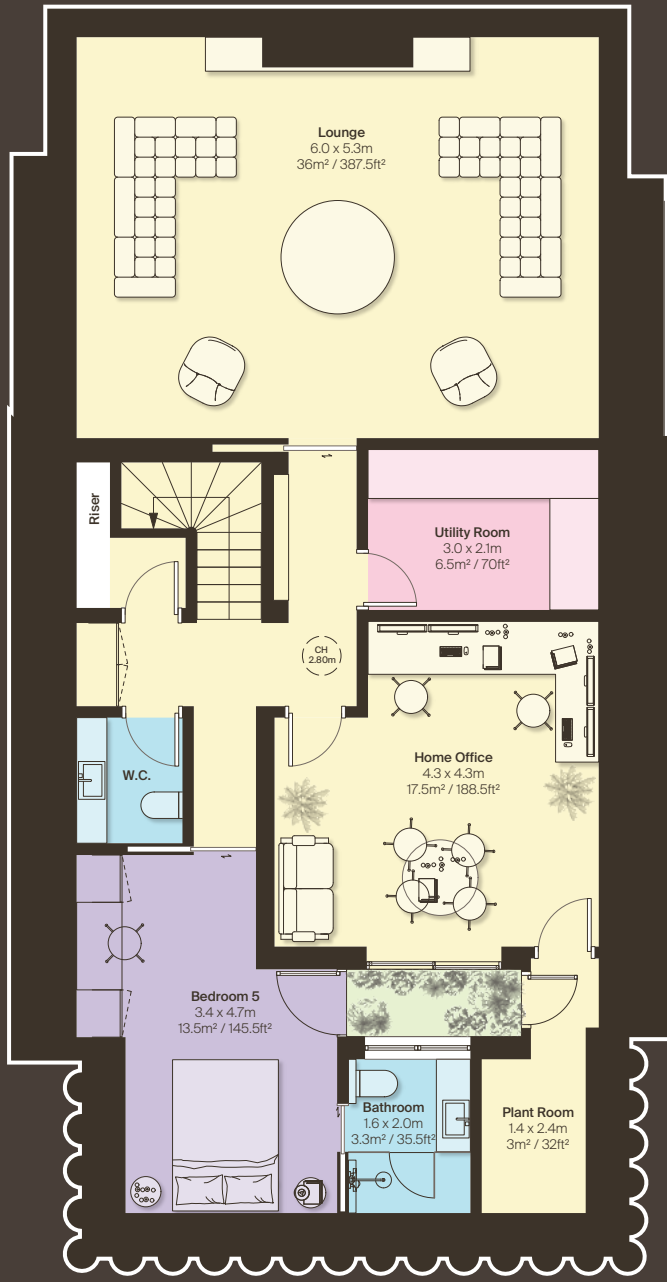 Lounge
6.0 x 5.3m
36m² / 387.5ft²
Riser
Utility Room
3.0 x 2.1m
6.5m² / 70ft²
CH
2.80m
Home Office
4.3 x 4.3m
17.5m² / 188.5ft²
W.C.
Bedroom 5
3.4 x 4.7m
13.5m² / 145.5ft²
Bathroom
1.6 x 2.0m
3.3m² / 35.5ft²
Plant Room
1.4 x 2.4m
3m² / 32ft²